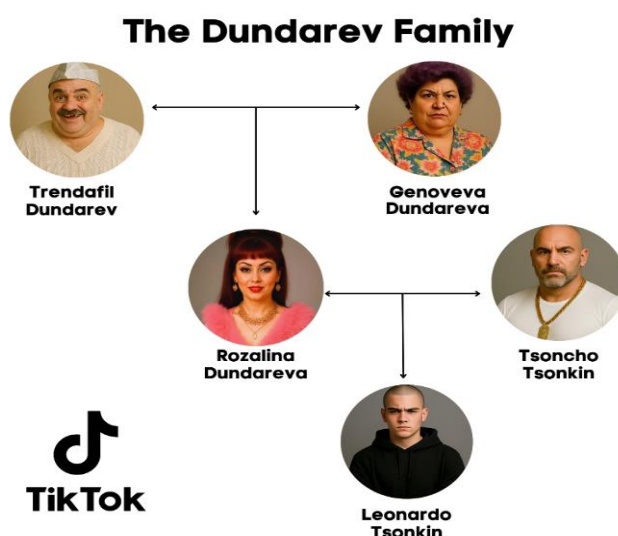 The Dundarev Family
Trendafil
Dundarev
Genoveva
Dundareva
Rozalina
Dundareva
Tsoncho
Tsonkin
Leonardo
Tsonkin
TikTok